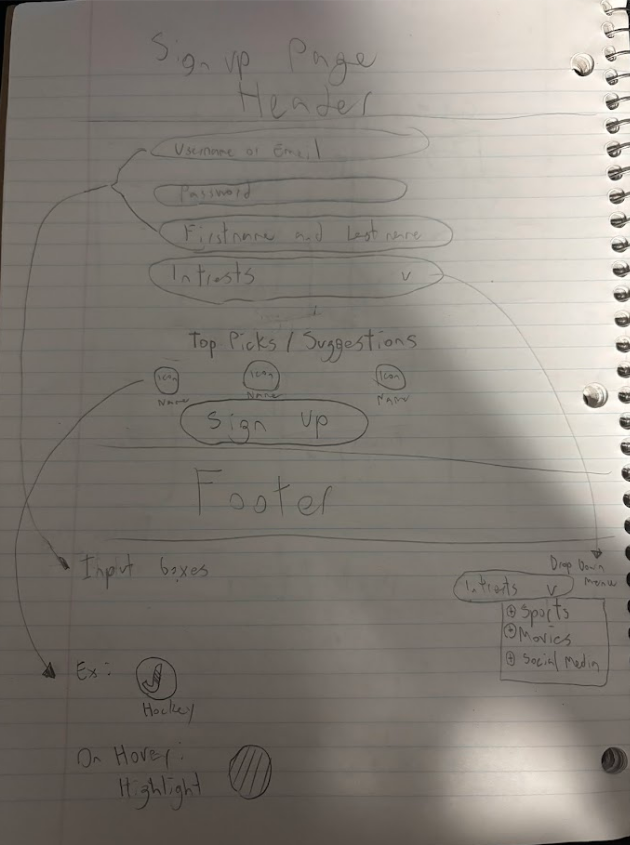 Sign up Page
Header
Username or Email
Password
Firstname and Lastname
Intrests v
Top Picks / Suggestions
Icon Icon Icon
Name Name Name
Sign Up
Footer
Input boxes
Drop Down
menu
Intrests v
Sports
Movies
Social Media
Ex:
Hockey
On Hover:
Highlight